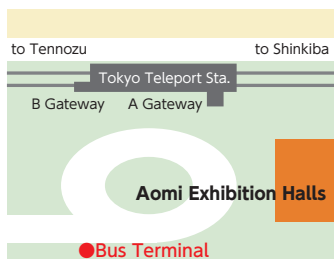 to Tennozu to Shinkiba
Tokyo Teleport Sta.
B Gateway A Gateway
Aomi Exhibition Halls
Bus Terminal